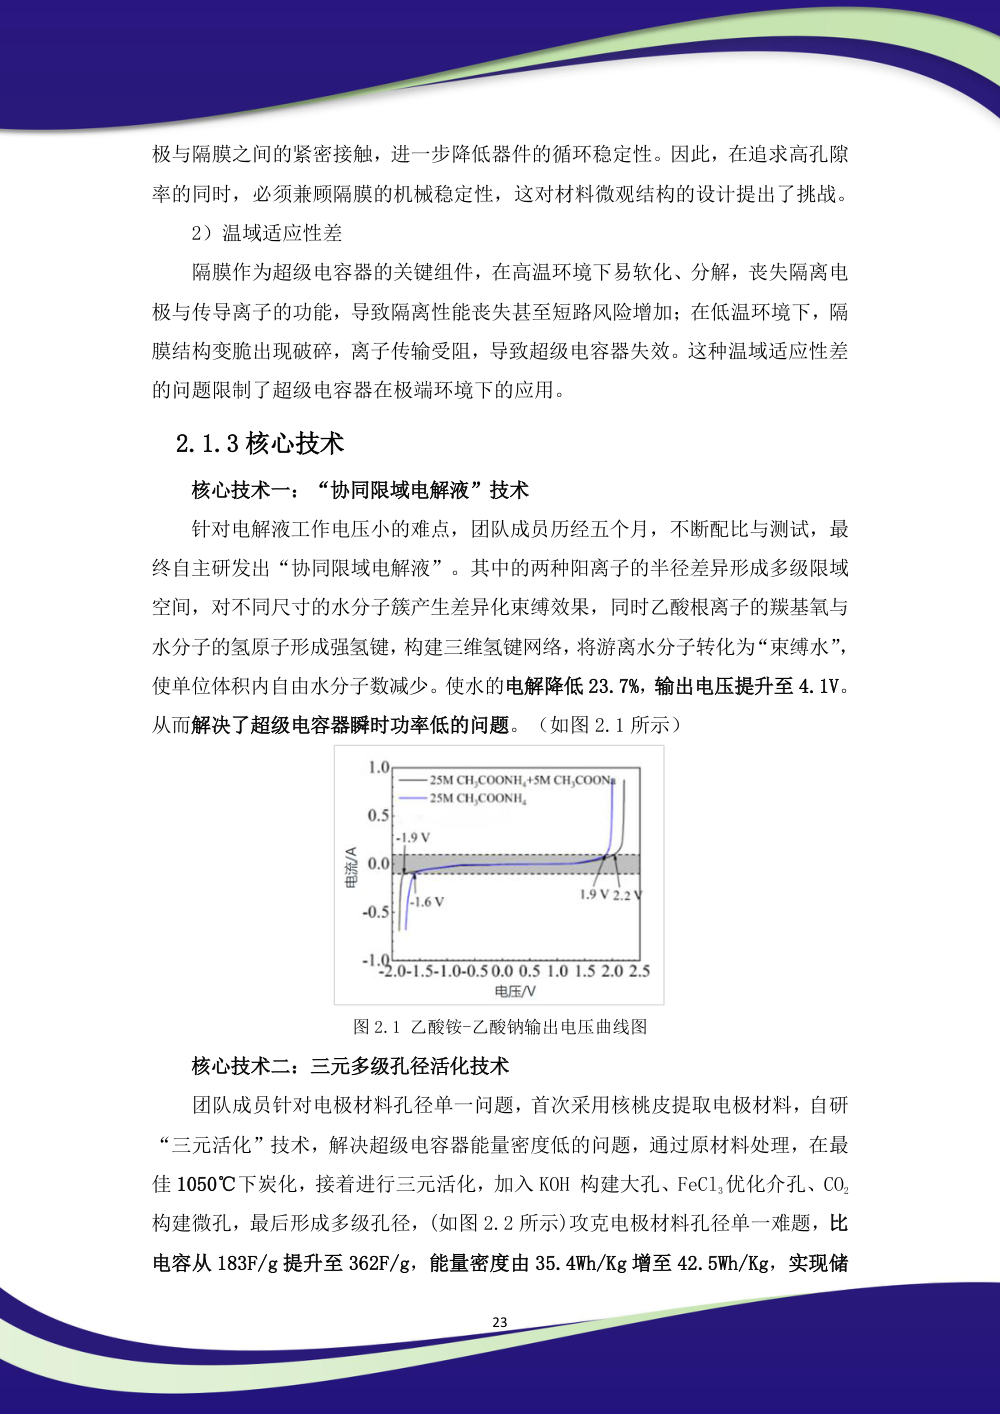 极与隔膜之间的紧密接触，进一步降低器件的循环稳定性。因此，在追求高孔隙
率的同时，必须兼顾隔膜的机械稳定性，这对材料微观结构的设计提出了挑战。
2）温域适应性差
隔膜作为超级电容器的关键组件，在高温环境下易软化、分解，丧失隔离电
极与传导离子的功能，导致隔离性能丧失甚至短路风险增加；在低温环境下，隔
膜结构变脆出现破碎，离子传输受阻，导致超级电容器失效。这种温域适应性差
的问题限制了超级电容器在极端环境下的应用。
2.1.3 核心技术
核心技术一：“协同限域电解液”技术
针对电解液工作电压小的难点，团队成员历经五个月，不断配比与测试，最
终自主研发出“协同限域电解液”。其中的两种阳离子的半径差异形成多级限域
空间，对不同尺寸的水分子簇产生差异化束缚效果，同时乙酸根离子的羰基氧与
水分子的氢原子形成强氢键，构建三维氢键网络，将游离水分子转化为“束缚水”，
使单位体积内自由水分子数减少。使水的电解降低 23.7%，输出电压提升至 4.1V。
从而解决了超级电容器瞬时功率低的问题。（如图 2.1 所示）
1.0
25M CH₃COONH₄+5M CH₃COONa
25M CH₃COONH₄
0.5
-1.9 V
电流/A
0.0
-1.6 V
1.9 V 2.2 V
-0.5
-1.0
-2.0 -1.5 -1.0 -0.5 0.0 0.5 1.0 1.5 2.0 2.5
电压/V
图 2.1 乙酸铵-乙酸钠输出电压曲线图
核心技术二：三元多级孔径活化技术
团队成员针对电极材料孔径单一问题，首次采用核桃皮提取电极材料，自研
“三元活化”技术，解决超级电容器能量密度低的问题，通过原材料处理，在最
佳 1050℃下炭化，接着进行三元活化，加入 KOH 构建大孔、FeCl₃优化介孔、CO₂
构建微孔，最后形成多级孔径，(如图 2.2 所示)攻克电极材料孔径单一难题，比
电容从 183F/g 提升至 362F/g，能量密度由 35.4Wh/Kg 增至 42.5Wh/Kg，实现储
23